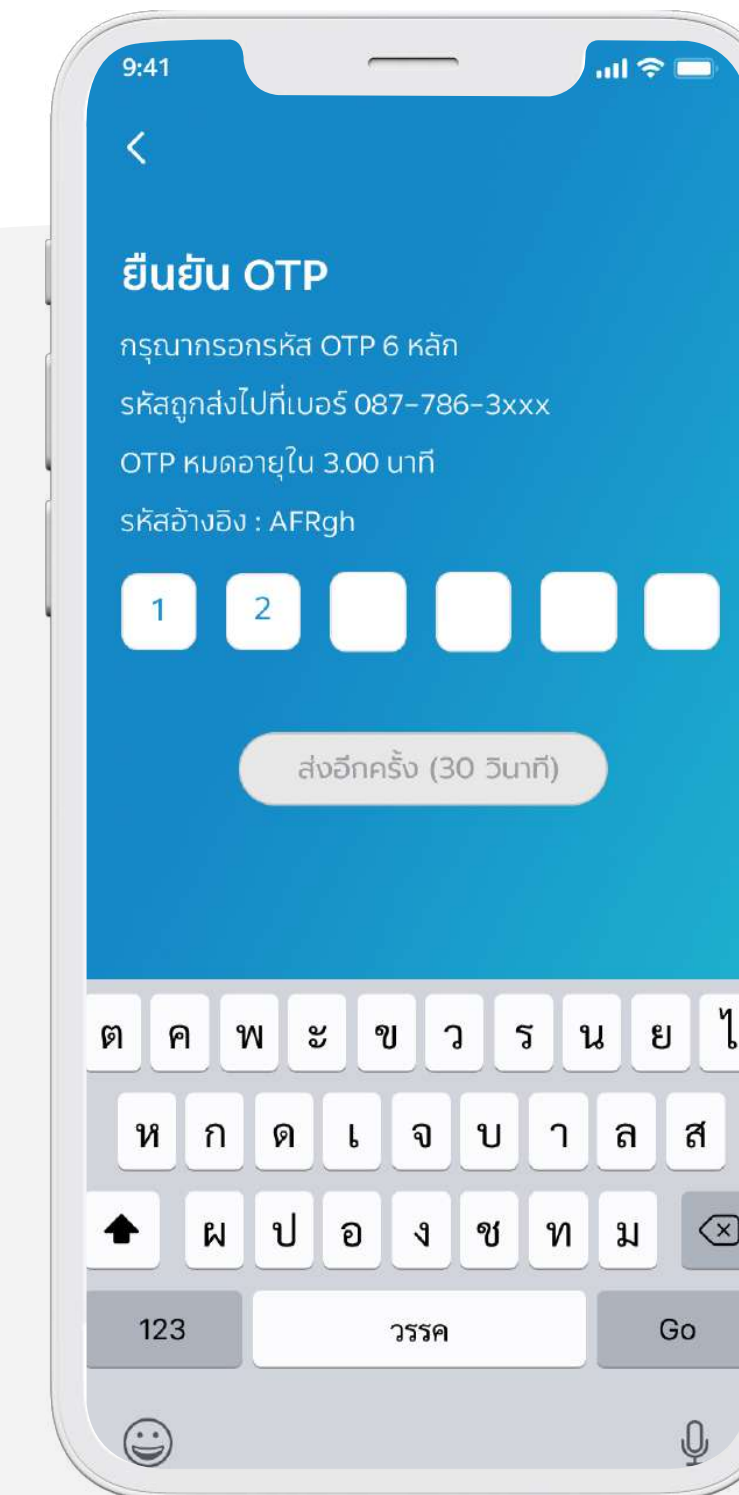 9:41
ยืนยัน OTP
กรุณากรอกรหัส OTP 6 หลัก
รหัสถูกส่งไปที่เบอร์ 087-786-3xxx
OTP หมดอายุใน 3.00 นาที
รหัสอ้างอิง : AFRgh
1 2
ส่งอีกครั้ง (30 วินาที)
ต ค พ ะ ข ว ร น ย ไ
ห ก ด เ จ บ า ล ส
ผ ป อ ง ช ท ม
123 วรรค Go